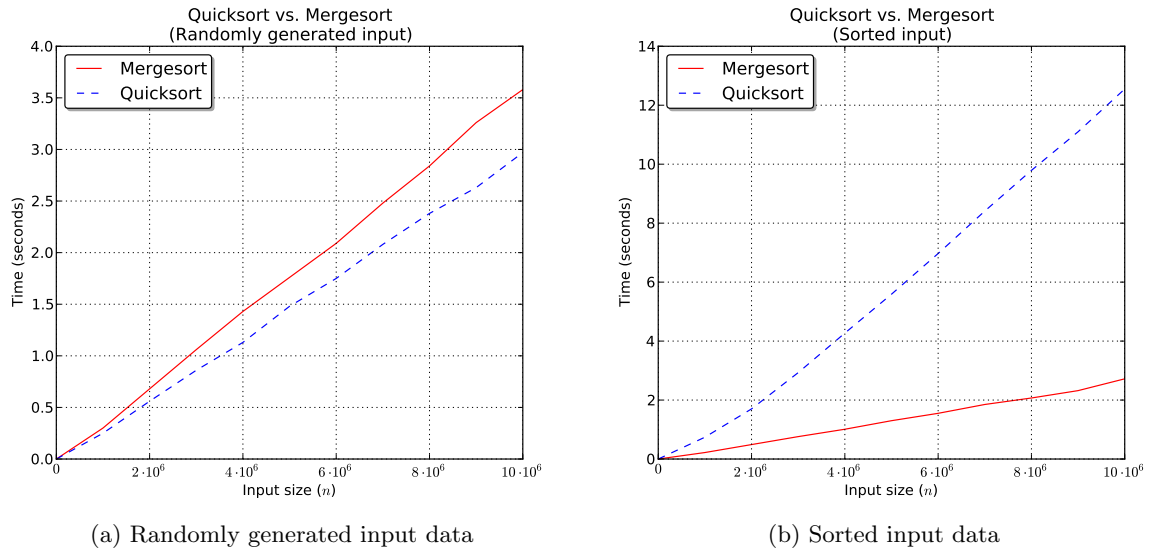 Quicksort vs. Mergesort
(Randomly generated input)
4.0
3.5
3.0
2.5
2.0
1.5
1.0
0.5
0.0
Time (seconds)
Mergesort
Quicksort
0
2·10⁶
4·10⁶
6·10⁶
8·10⁶
10·10⁶
Input size (n)
(a) Randomly generated input data
Quicksort vs. Mergesort
(Sorted input)
14
12
10
8
6
4
2
0
Time (seconds)
Mergesort
Quicksort
0
2·10⁶
4·10⁶
6·10⁶
8·10⁶
10·10⁶
Input size (n)
(b) Sorted input data